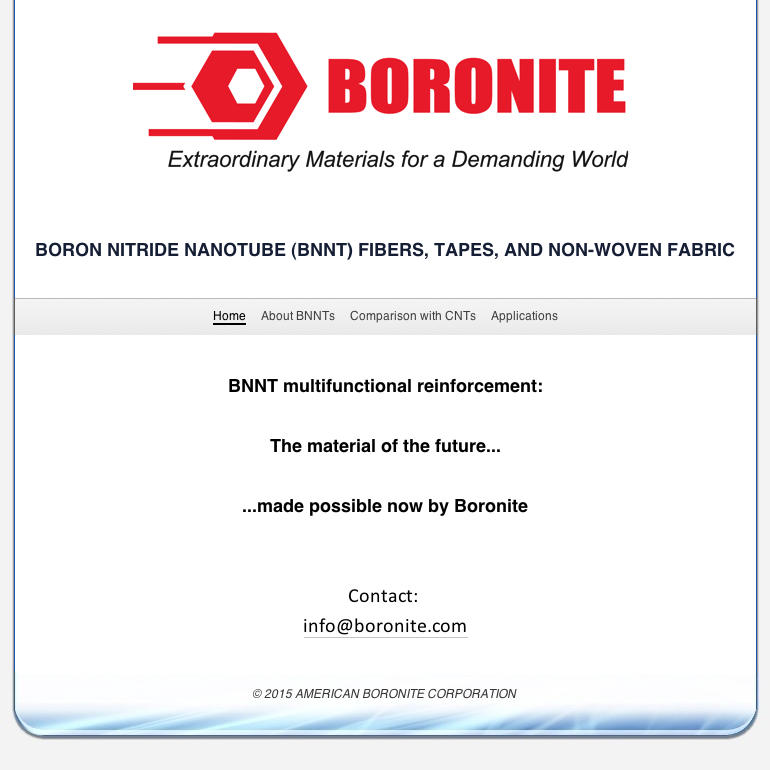 BORONITE
Extraordinary Materials for a Demanding World
BORON NITRIDE NANOTUBE (BNNT) FIBERS, TAPES, AND NON-WOVEN FABRIC
Home About BNNTs Comparison with CNTs Applications
BNNT multifunctional reinforcement:
The material of the future...
...made possible now by Boronite
Contact:
info@boronite.com
© 2015 AMERICAN BORONITE CORPORATION